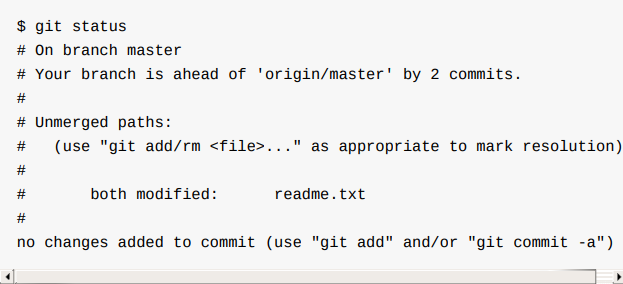 $ git status
# On branch master
# Your branch is ahead of 'origin/master' by 2 commits.
#
# Unmerged paths:
#   (use "git add/rm <file>..." as appropriate to mark resolution)
#
#       both modified:      readme.txt
#
no changes added to commit (use "git add" and/or "git commit -a")